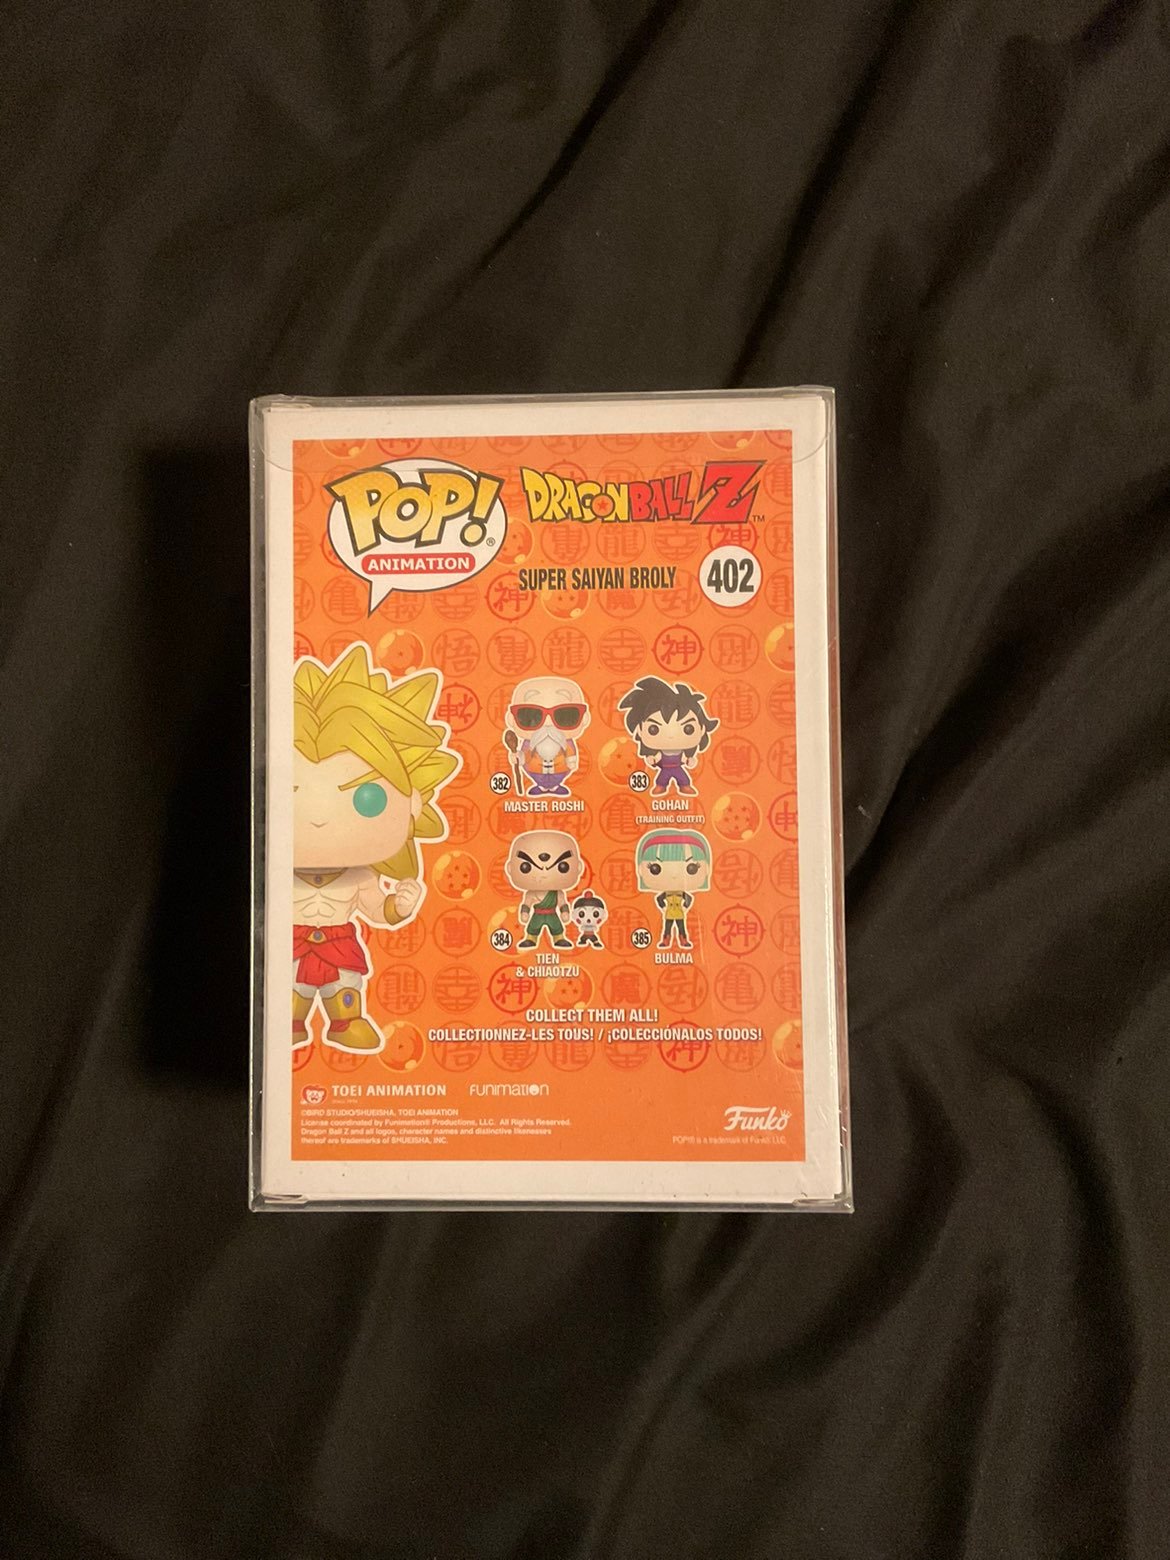 POP!®
ANIMATION
DRAGONBALL Z™
SUPER SAIYAN BROLY
402
382
MASTER ROSHI
383
GOHAN
(TRAINING OUTFIT)
384
TIEN
& CHIAOTZU
385
BULMA
COLLECT THEM ALL!
COLLECTIONNEZ-LES TOUS! / ¡COLECCIÓNALOS TODOS!
TOEI ANIMATION
FUNIMATION
©BIRD STUDIO/SHUEISHA, TOEI ANIMATION
License coordinated by Funimation® Productions, LLC. All Rights Reserved.
Dragon Ball Z and all logos, character names and distinctive likenesses
thereof are trademarks of SHUEISHA, INC.
Funko
POP!® is a trademark of Funko LLC